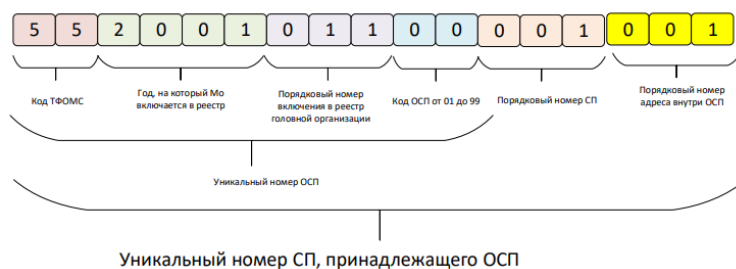 5 5 2 0 0 1 0 1 1 0 0 0 0 1 0 0 1
Код ТФОМС
Год, на который Мо
включается в реестр
Порядковый номер
включения в реестр
головной организации
Код ОСП от 01 до 99
Порядковый номер СП
Порядковый номер
адреса внутри ОСП
Уникальный номер ОСП
Уникальный номер СП, принадлежащего ОСП